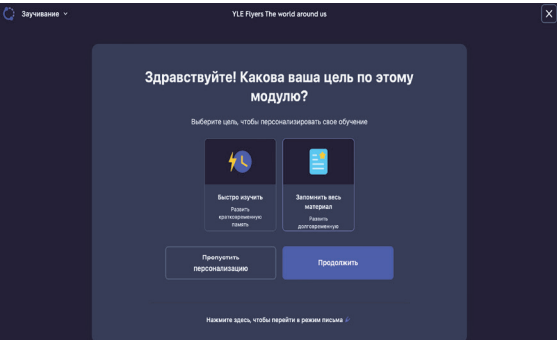 Заучивание
YLE Flyers The world around us
X
Здравствуйте! Какова ваша цель по этому
модулю?
Выберите цель, чтобы персонализировать свое обучение
Быстро изучить
Развить
кратковременную
память
Запомнить весь
материал
Развить
долговременную
Пропустить
персонализацию
Продолжить
Нажмите здесь, чтобы перейти в режим письма